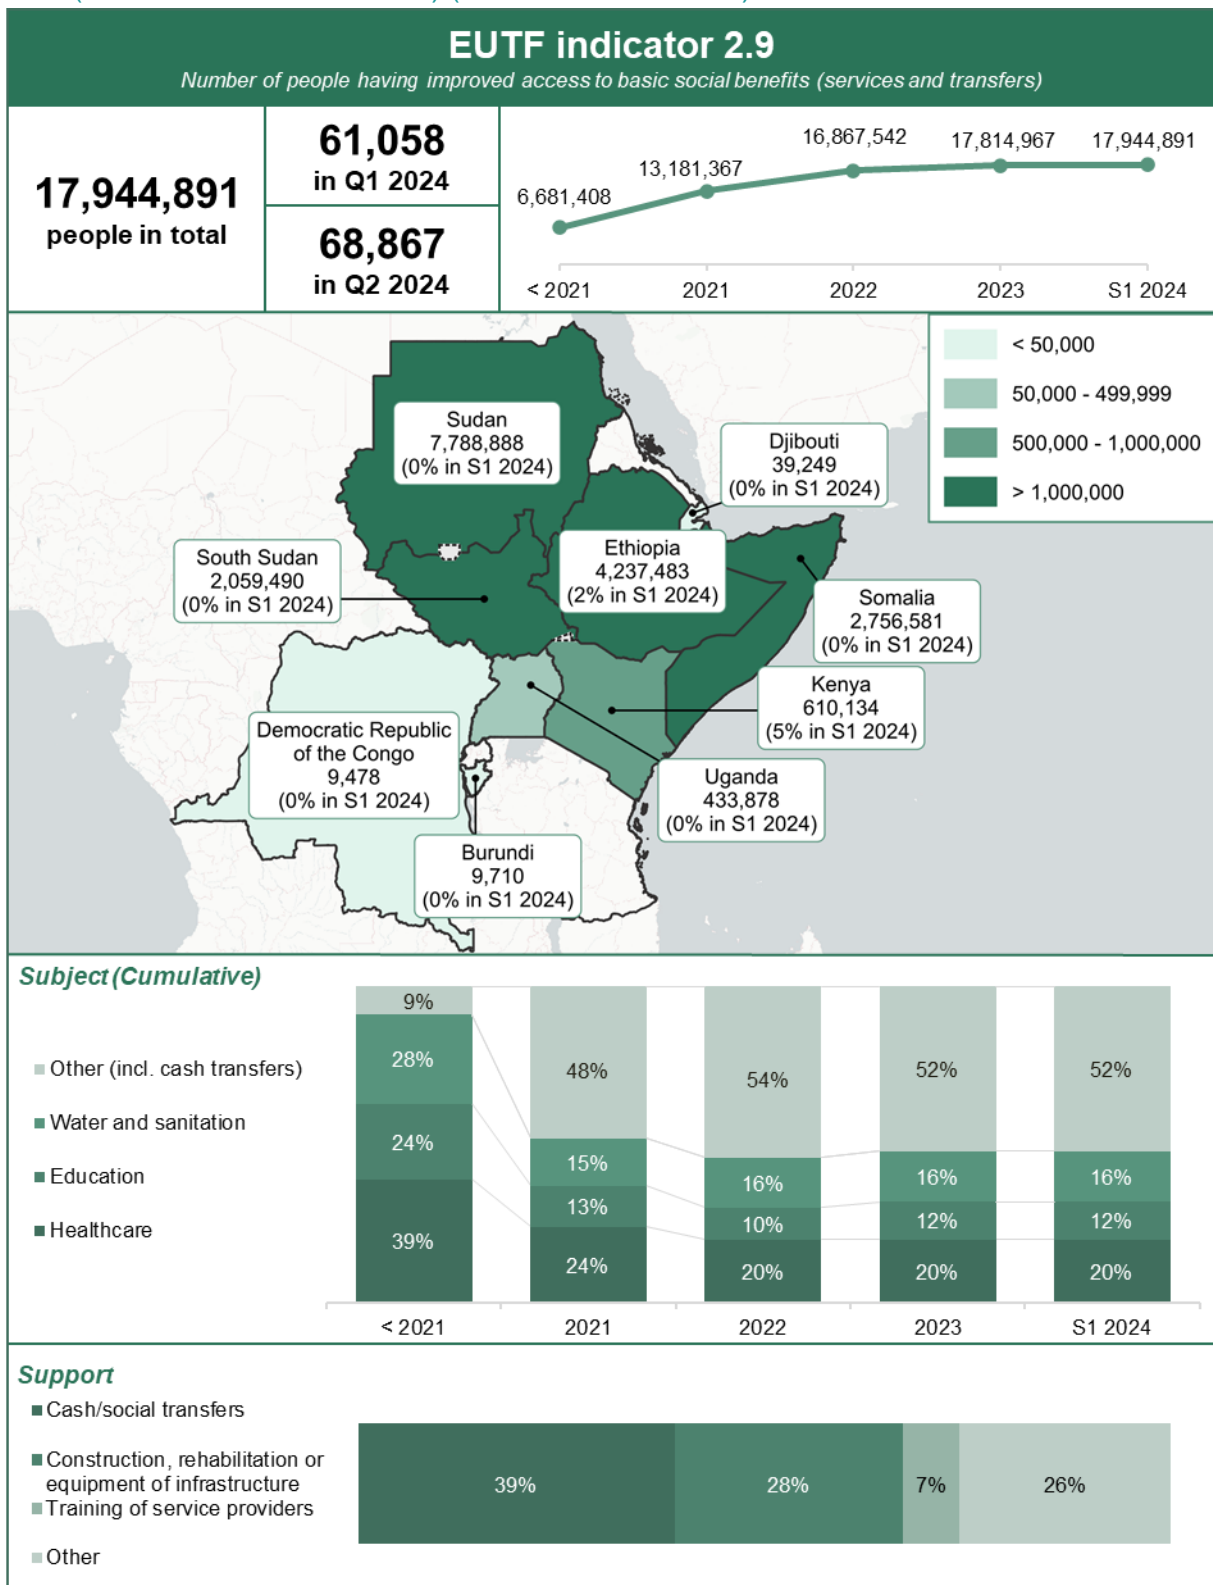 EUTF indicator 2.9
Number of people having improved access to basic social benefits (services and transfers)
17,944,891
people in total
61,058
in Q1 2024
68,867
in Q2 2024
6,681,408
13,181,367
16,867,542
17,814,967
17,944,891
< 2021
2021
2022
2023
S1 2024
< 50,000
50,000 - 499,999
500,000 - 1,000,000
> 1,000,000
Sudan
7,788,888
(0% in S1 2024)
Djibouti
39,249
(0% in S1 2024)
South Sudan
2,059,490
(0% in S1 2024)
Ethiopia
4,237,483
(2% in S1 2024)
Somalia
2,756,581
(0% in S1 2024)
Kenya
610,134
(5% in S1 2024)
Democratic Republic
of the Congo
9,478
(0% in S1 2024)
Uganda
433,878
(0% in S1 2024)
Burundi
9,710
(0% in S1 2024)
Subject (Cumulative)
Other (incl. cash transfers)
Water and sanitation
Education
Healthcare
9%
28%
24%
39%
48%
15%
13%
24%
54%
16%
10%
20%
52%
16%
12%
20%
52%
16%
12%
20%
< 2021
2021
2022
2023
S1 2024
Support
Cash/social transfers
Construction, rehabilitation or
equipment of infrastructure
Training of service providers
Other
39%
28%
7%
26%